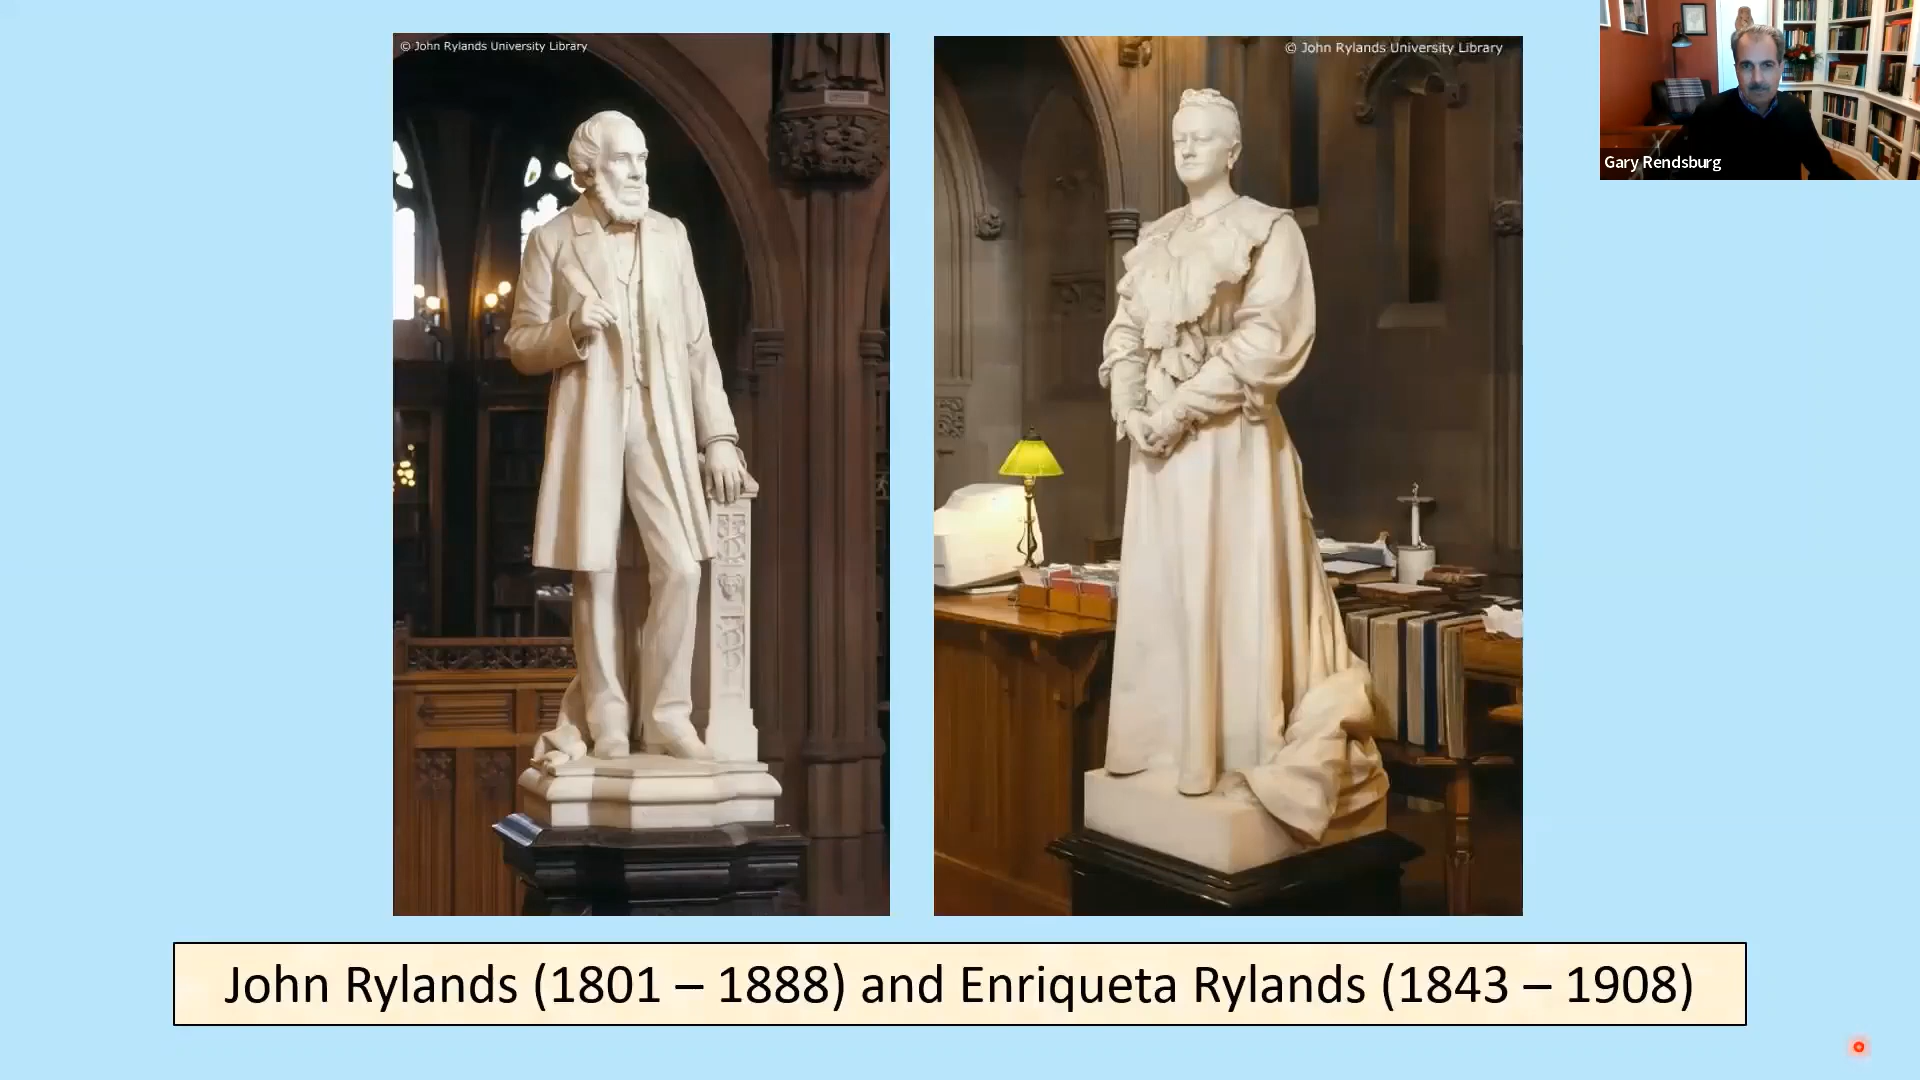 © John Rylands University Library
© John Rylands University Library
Gary Rendsburg
John Rylands (1801 – 1888) and Enriqueta Rylands (1843 – 1908)